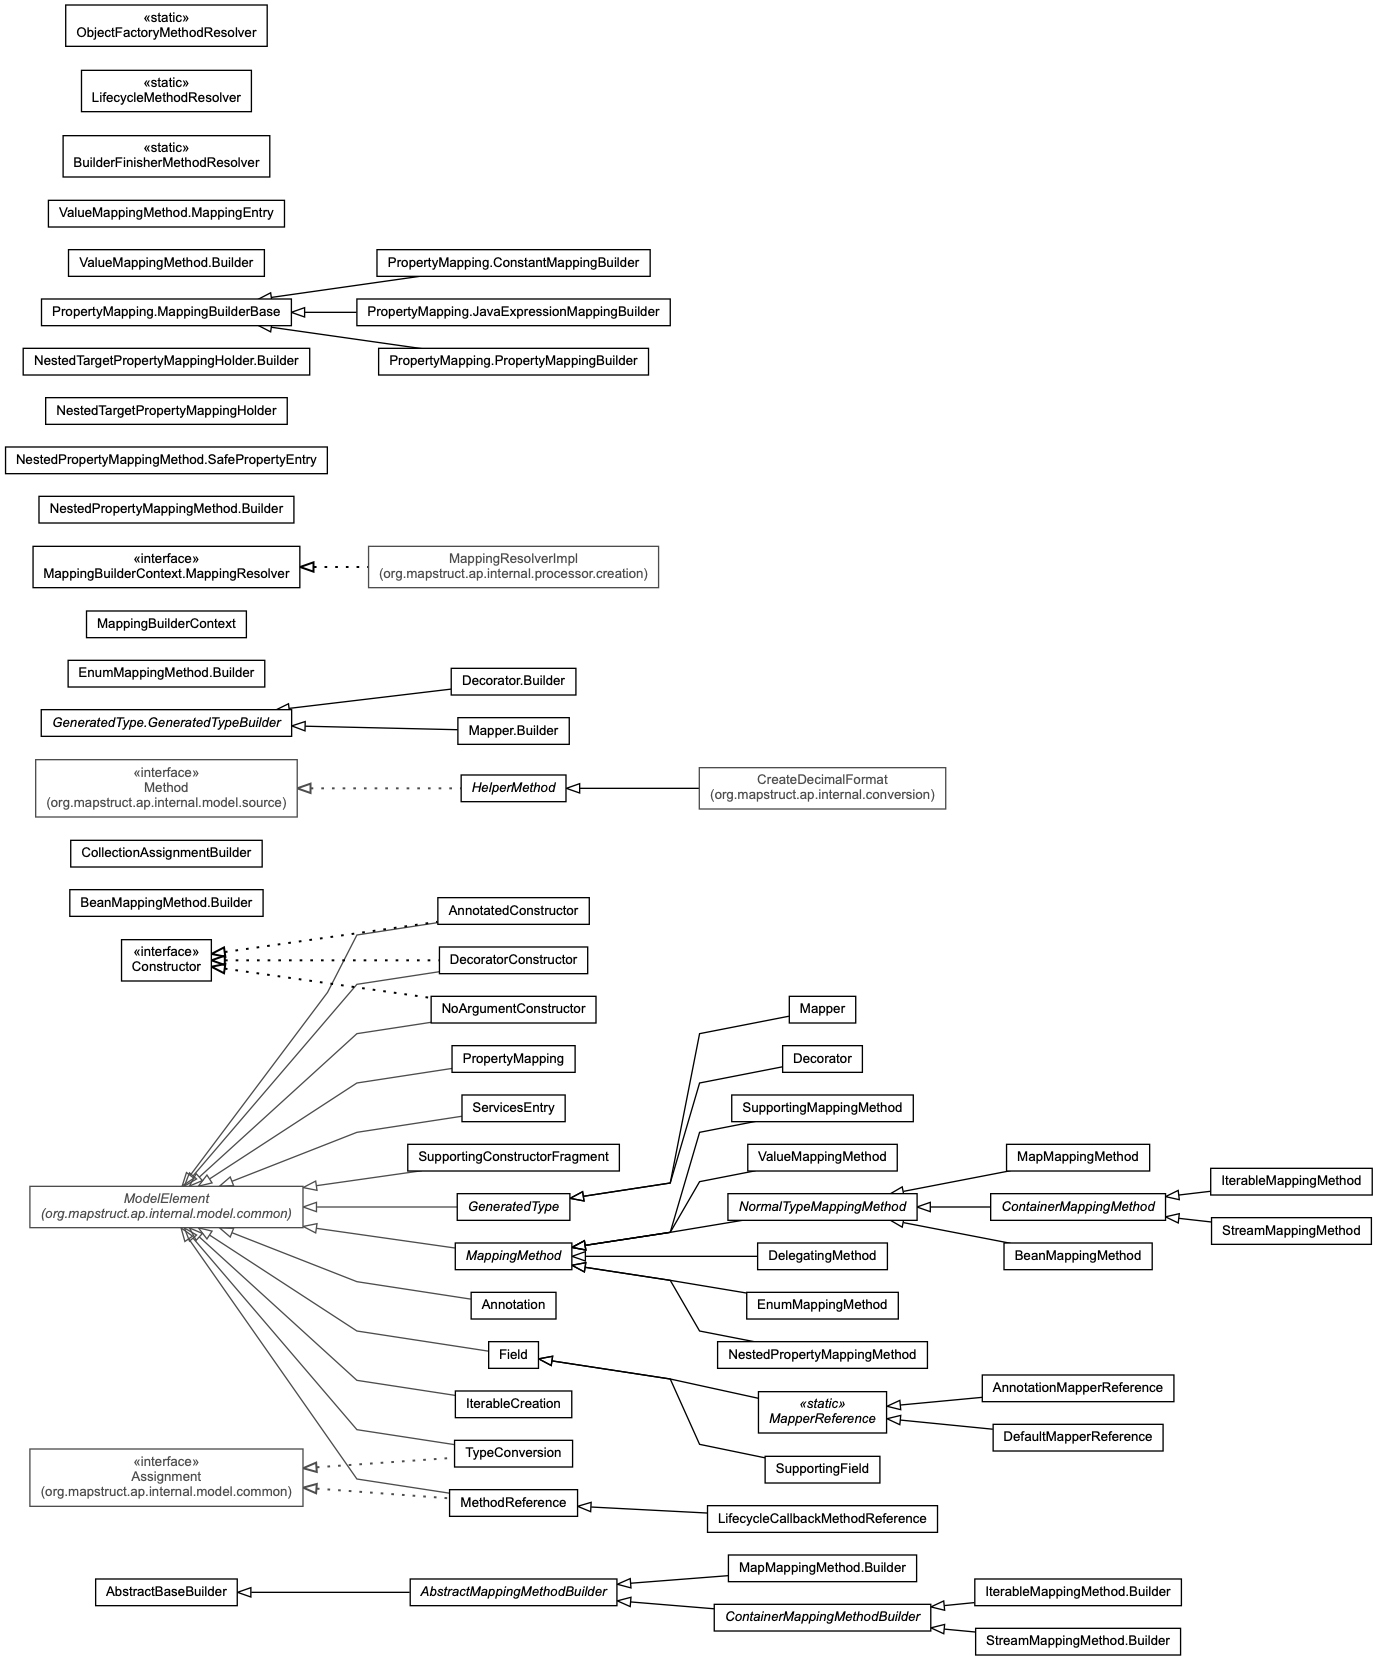 «static»
ObjectFactoryMethodResolver
«static»
LifecycleMethodResolver
«static»
BuilderFinisherMethodResolver
ValueMappingMethod.MappingEntry
ValueMappingMethod.Builder
PropertyMapping.ConstantMappingBuilder
PropertyMapping.MappingBuilderBase
PropertyMapping.JavaExpressionMappingBuilder
NestedTargetPropertyMappingHolder.Builder
PropertyMapping.PropertyMappingBuilder
NestedTargetPropertyMappingHolder
NestedPropertyMappingMethod.SafePropertyEntry
NestedPropertyMappingMethod.Builder
«interface»
MappingBuilderContext.MappingResolver
MappingResolverImpl
(org.mapstruct.ap.internal.processor.creation)
MappingBuilderContext
EnumMappingMethod.Builder
Decorator.Builder
GeneratedType.GeneratedTypeBuilder
Mapper.Builder
«interface»
Method
(org.mapstruct.ap.internal.model.source)
HelperMethod
CreateDecimalFormat
(org.mapstruct.ap.internal.conversion)
CollectionAssignmentBuilder
BeanMappingMethod.Builder
AnnotatedConstructor
«interface»
Constructor
DecoratorConstructor
NoArgumentConstructor
Mapper
PropertyMapping
Decorator
ServicesEntry
SupportingMappingMethod
SupportingConstructorFragment
ValueMappingMethod
MapMappingMethod
IterableMappingMethod
ModelElement
(org.mapstruct.ap.internal.model.common)
GeneratedType
NormalTypeMappingMethod
ContainerMappingMethod
StreamMappingMethod
MappingMethod
DelegatingMethod
BeanMappingMethod
Annotation
EnumMappingMethod
Field
NestedPropertyMappingMethod
AnnotationMapperReference
IterableCreation
«static»
MapperReference
DefaultMapperReference
TypeConversion
SupportingField
«interface»
Assignment
(org.mapstruct.ap.internal.model.common)
MethodReference
LifecycleCallbackMethodReference
MapMappingMethod.Builder
AbstractBaseBuilder
AbstractMappingMethodBuilder
IterableMappingMethod.Builder
ContainerMappingMethodBuilder
StreamMappingMethod.Builder